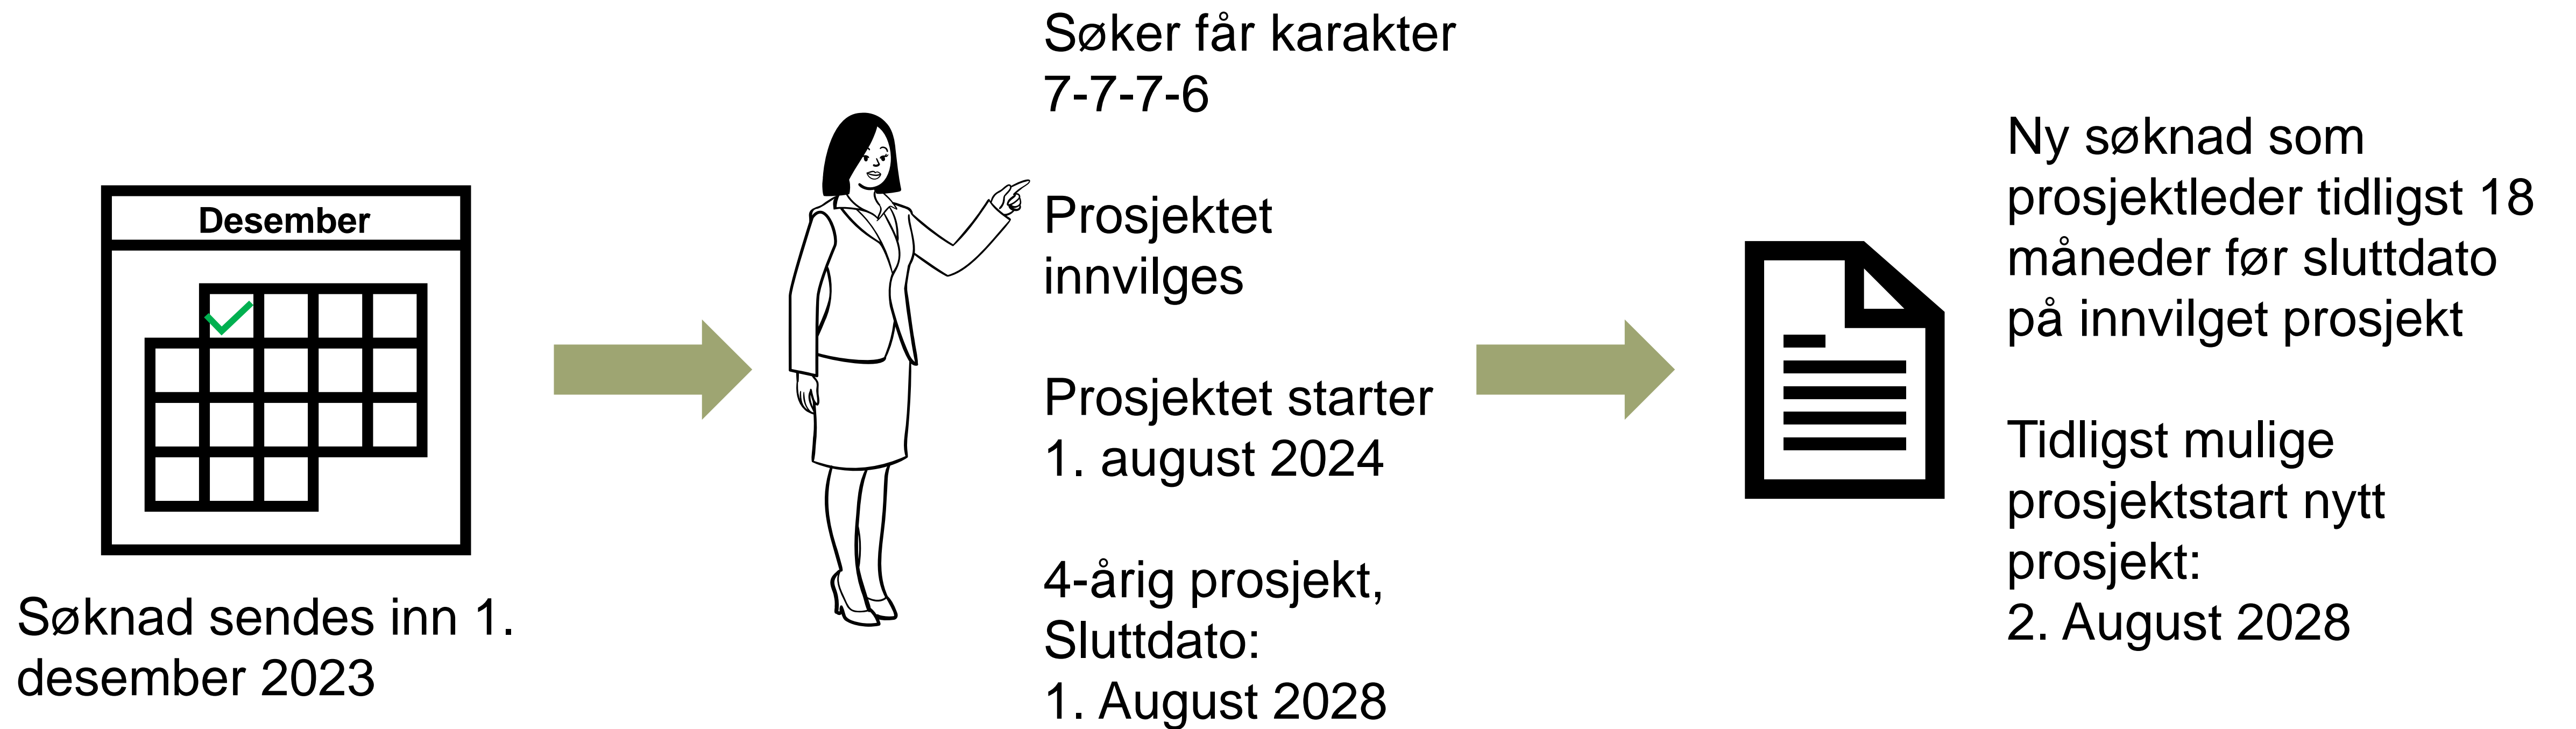 Desember
Søknad sendes inn 1.
desember 2023
Søker får karakter
7-7-7-6
Prosjektet
innvilges
Prosjektet starter
1. august 2024
4-årig prosjekt,
Sluttdato:
1. August 2028
Ny søknad som
prosjektleder tidligst 18
måneder før sluttdato
på innvilget prosjekt
Tidligst mulige
prosjektstart nytt
prosjekt:
2. August 2028